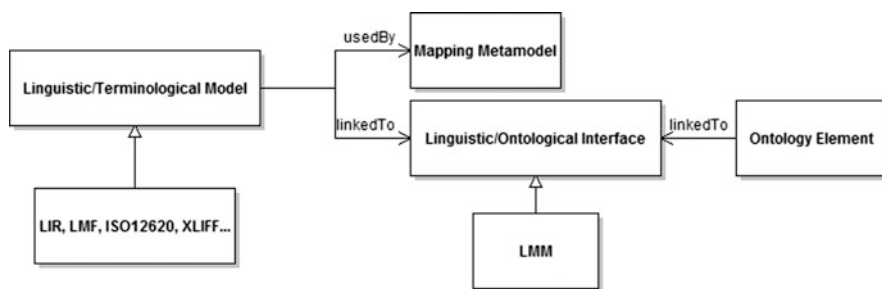 usedBy
Mapping Metamodel
Linguistic/Terminological Model
linkedTo
Linguistic/Ontological Interface
linkedTo
Ontology Element
LIR, LMF, ISO12620, XLIFF...
LMM